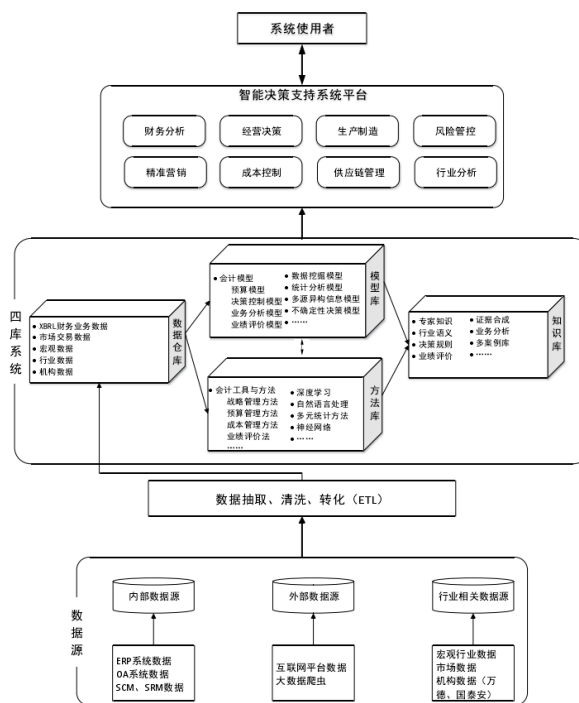 系统使用者
智能决策支持系统平台
财务分析
经营决策
生产制造
风险管控
精准营销
成本控制
供应链管理
行业分析
四库系统
● XBRL财务业务数据
● 市场交易数据
● 宏观数据
● 行业数据
● 机构数据
数据仓库
● 会计模型
预算模型
决策控制模型
业务分析模型
业绩评价模型
● 数据挖掘模型
● 统计分析模型
● 多源异构信息模型
● 不确定性决策模型
● ……
模型库
● 会计工具与方法
战略管理方法
预算管理方法
成本管理方法
业绩评价法
……
● 深度学习
● 自然语言处理
● 多元统计方法
● 神经网络
● ……
方法库
● 专家知识
● 行业语义
● 决策规则
● 业绩评价
● 证据合成
● 业务分析
● 多案例库
● ……
知识库
数据抽取、清洗、转化（ETL）
数据源
内部数据源
外部数据源
行业相关数据源
ERP系统数据
OA系统数据
SCM、SRM数据
互联网平台数据
大数据爬虫
宏观行业数据
市场数据
机构数据（万
德、国泰安）